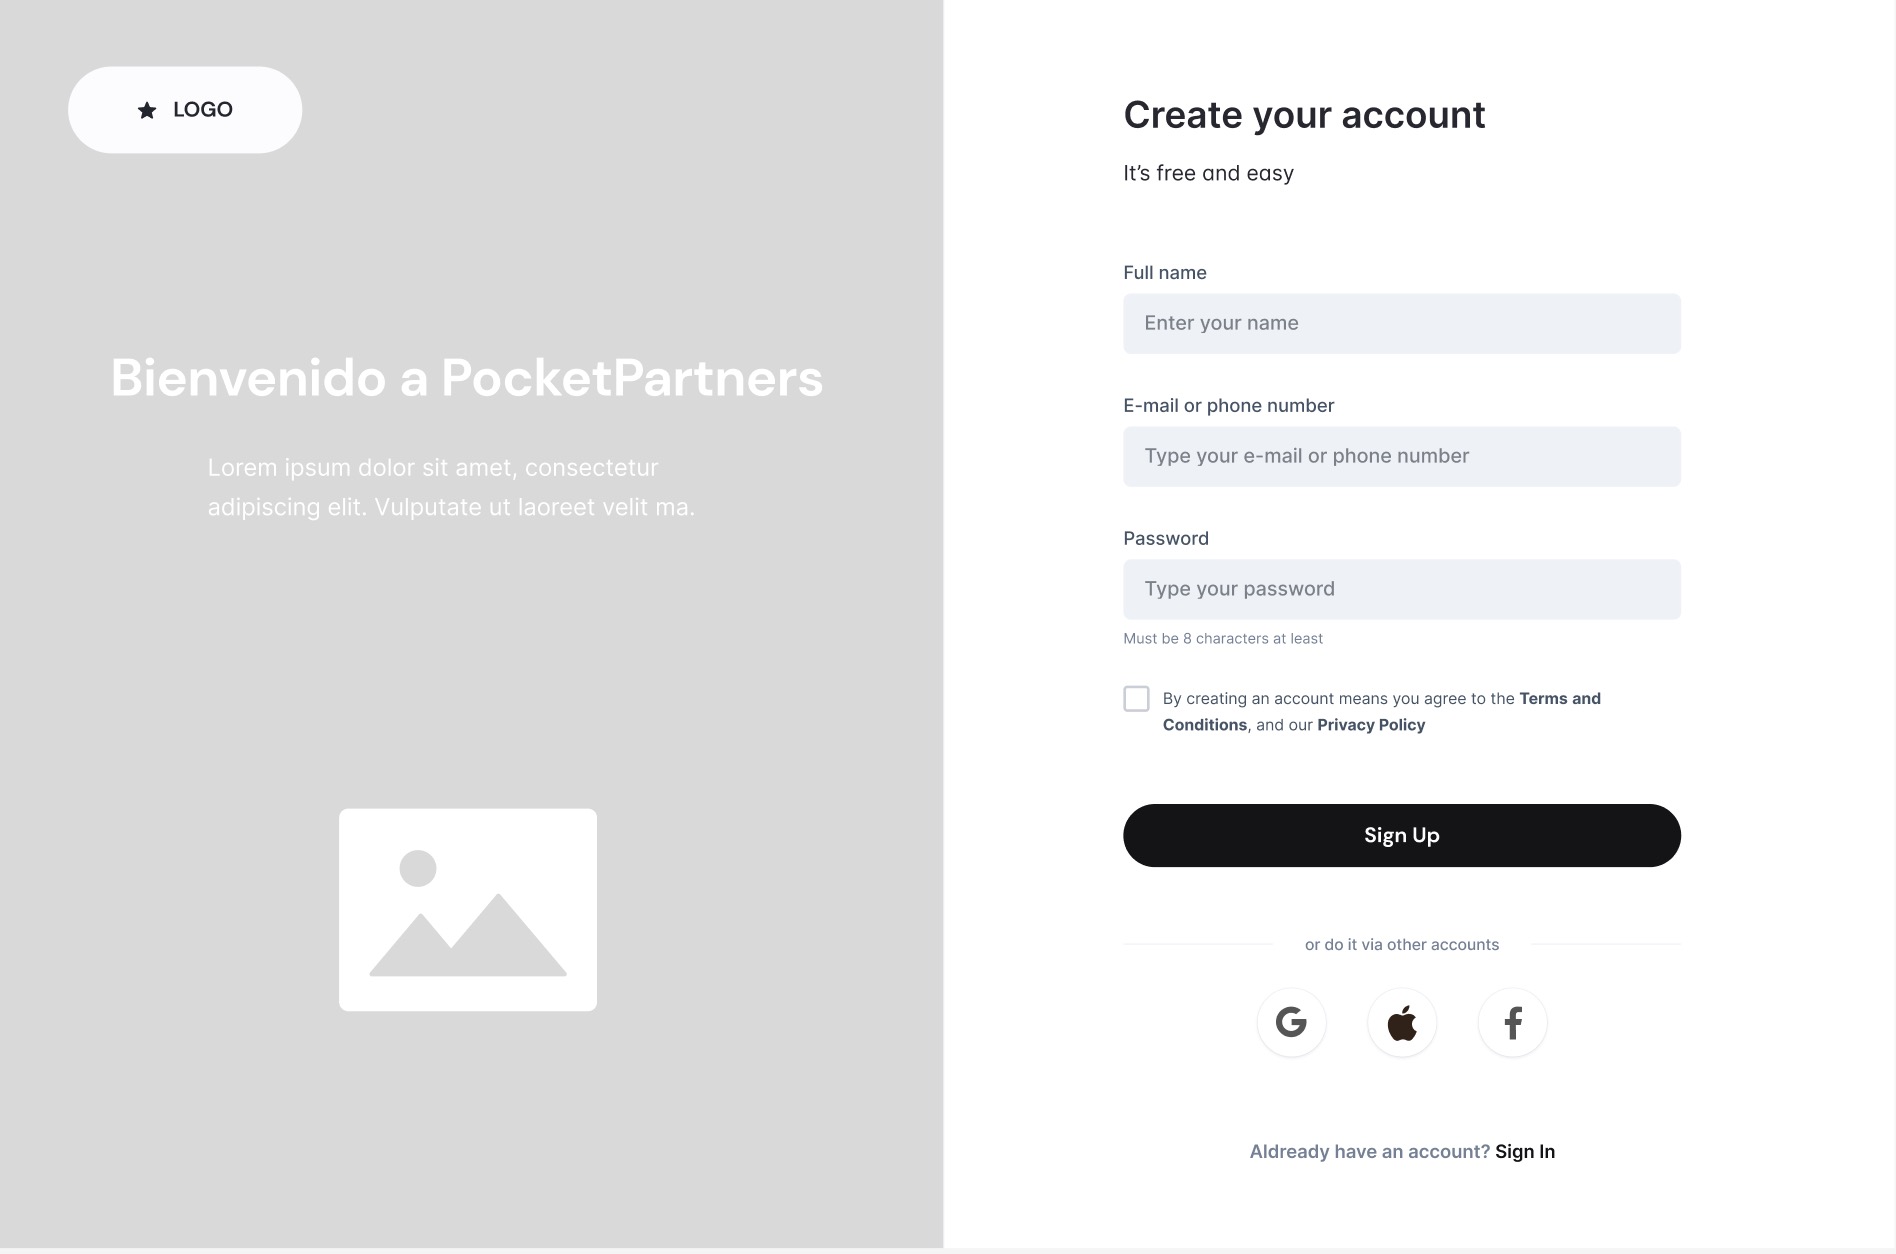 LOGO
Bienvenido a PocketPartners
Lorem ipsum dolor sit amet, consectetur
adipiscing elit. Vulputate ut laoreet velit ma.
Create your account
It’s free and easy
Full name
Enter your name
E-mail or phone number
Type your e-mail or phone number
Password
Type your password
Must be 8 characters at least
By creating an account means you agree to the Terms and
Conditions, and our Privacy Policy
Sign Up
or do it via other accounts
Aldready have an account? Sign In